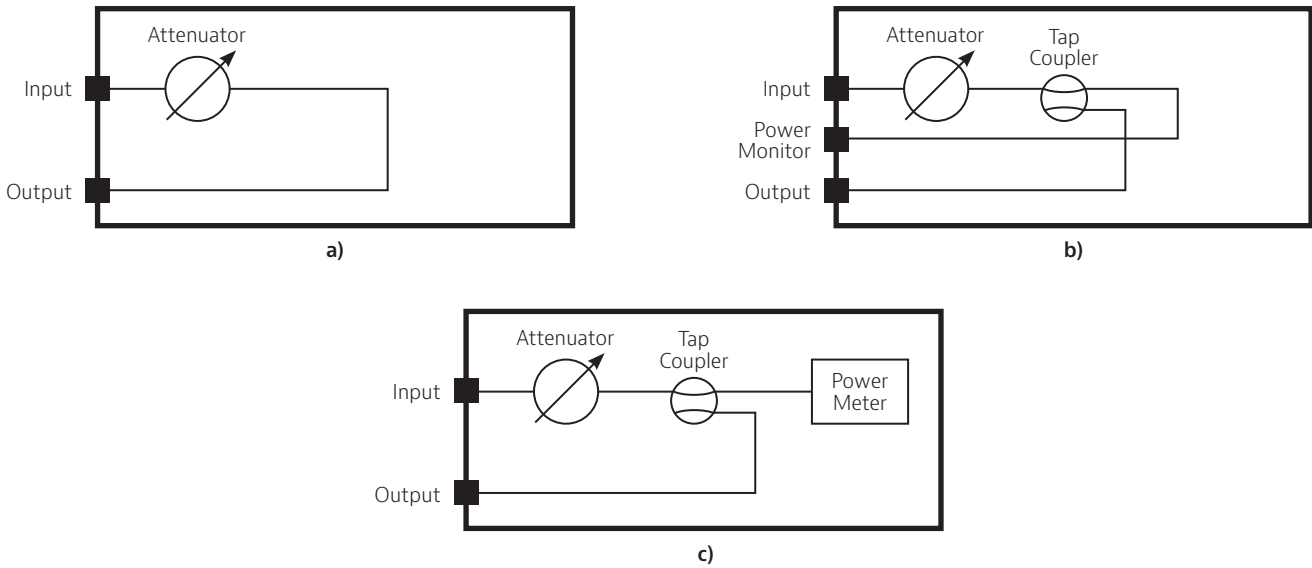 Attenuator
Input
Output
a)
Attenuator
Tap
Coupler
Input
Power
Monitor
Output
b)
Attenuator
Tap
Coupler
Input
Power
Meter
Output
c)